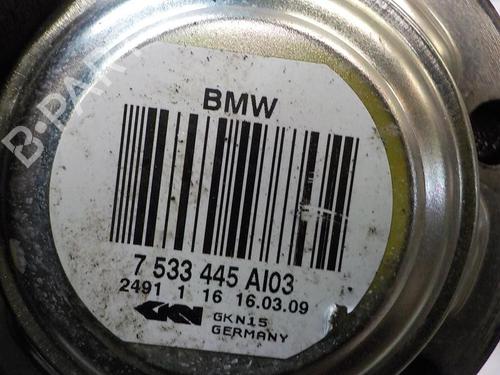 BMW
B-PARTS
7 533 445 AI03
2491 1 16 16.03.09
GKN GKN15
GERMANY